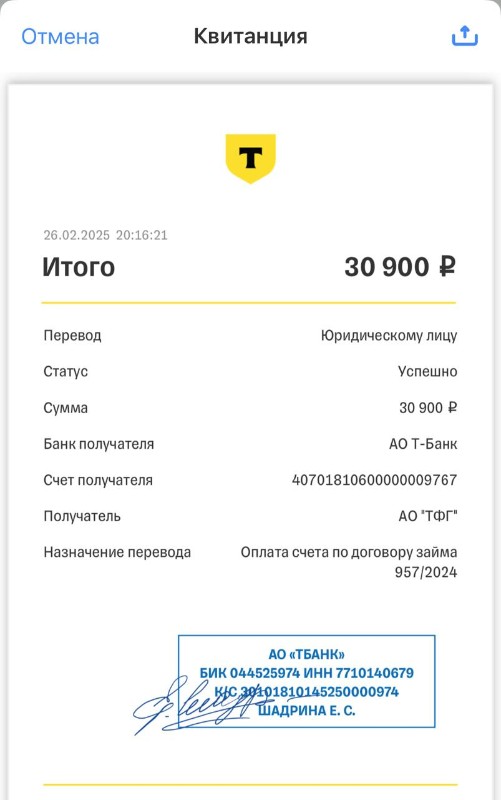 Отмена Квитанция
Т
26.02.2025 20:16:21
Итого 30 900 ₽
Перевод Юридическому лицу
Статус Успешно
Сумма 30 900 ₽
Банк получателя АО Т-Банк
Счет получателя 40701810600000009767
Получатель АО "ТФГ"
Назначение перевода Оплата счета по договору займа
957/2024
АО «ТБАНК»
БИК 044525974 ИНН 7710140679
К/С 30101810145250000974
ШАДРИНА Е. С.